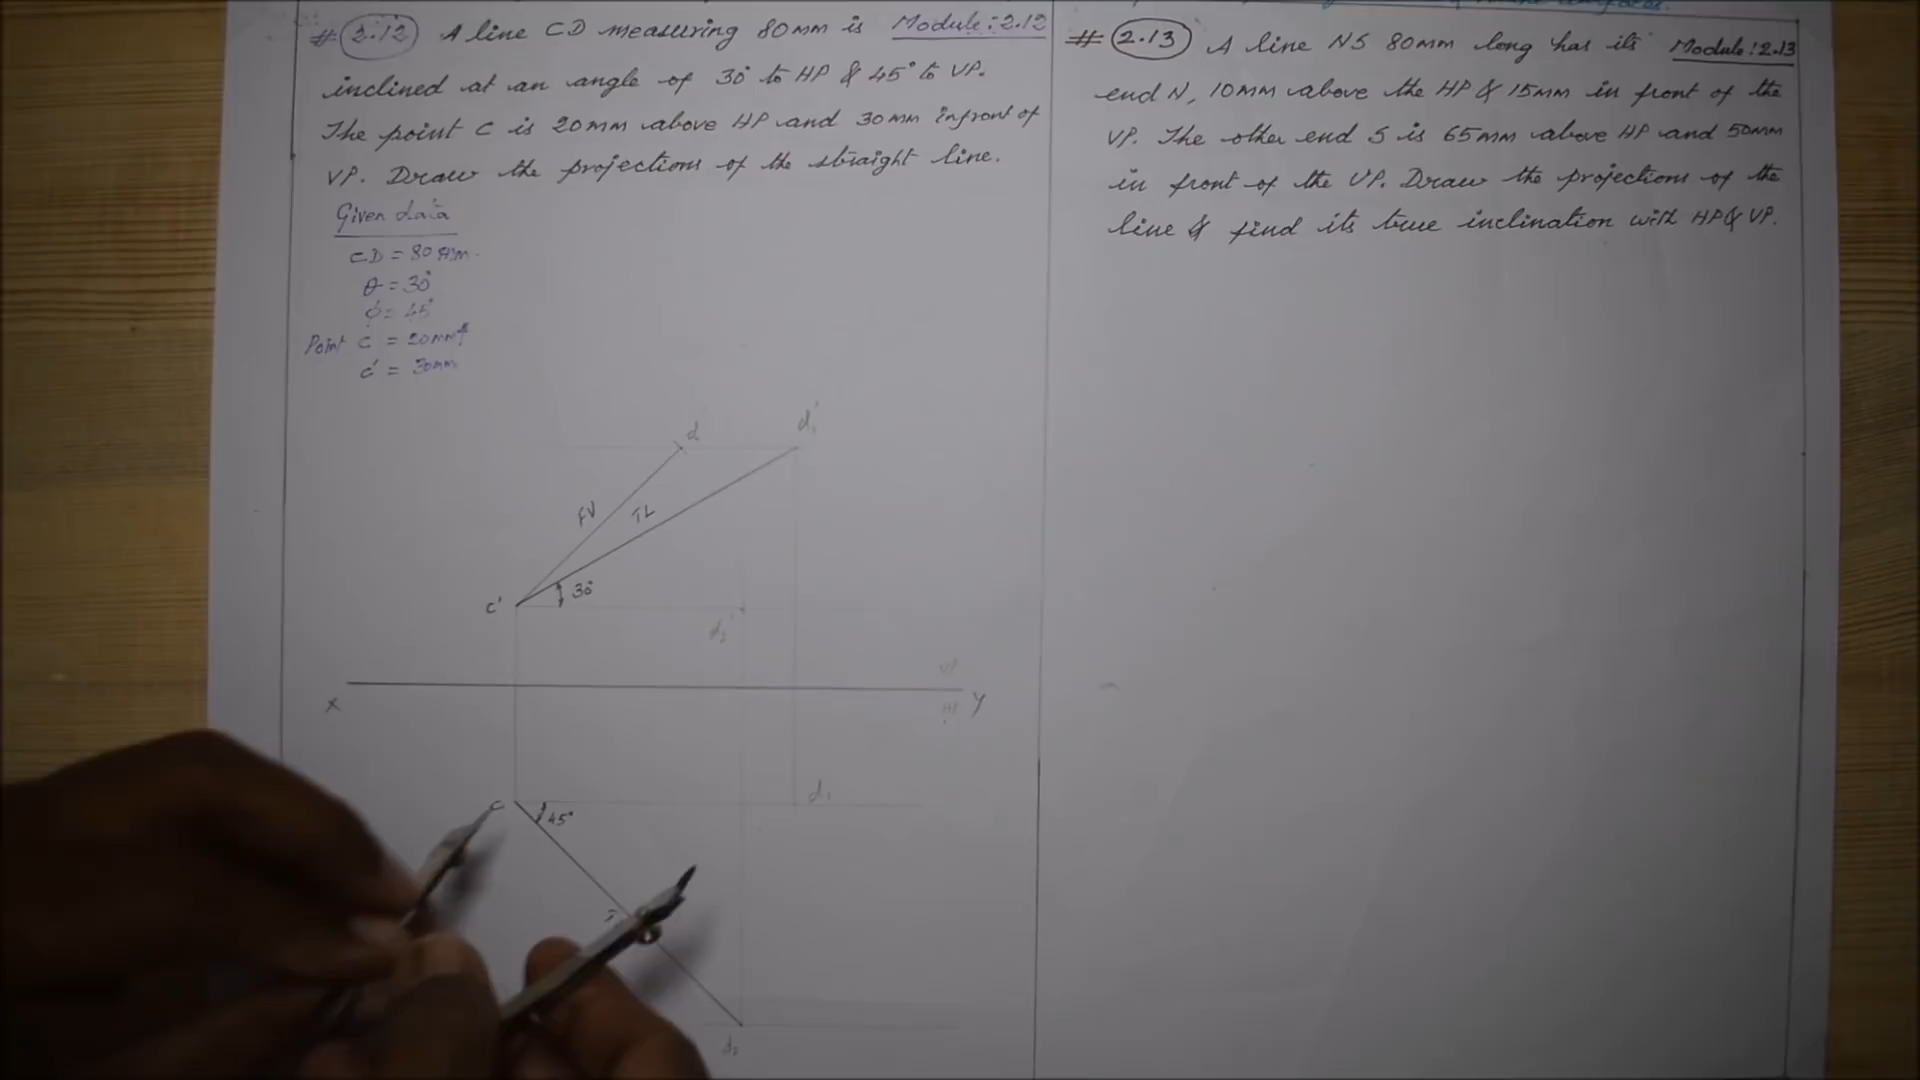 # 2.12 A line CD measuring 80mm is Module: 2.12
inclined at an angle of 30° to HP & 45° to VP.
The point C is 20mm above HP and 30mm infront of
VP. Draw the projections of the straight line.
Given data
CD = 80mm.
θ = 30°
ϕ = 45°
Point C = 20mm↑
c' = 30mm
d d₁'
FV TL
c' 30°
d₂'
VP
X Y
HP
d₁
c 45°
d₂
surfaces.
# 2.13 A line NS 80mm long has its Module: 2.13
end N, 10mm above the HP & 15mm in front of the
VP. The other end S is 65mm above HP and 50mm
in front of the VP. Draw the projections of the
line & find its true inclination with HP & VP.